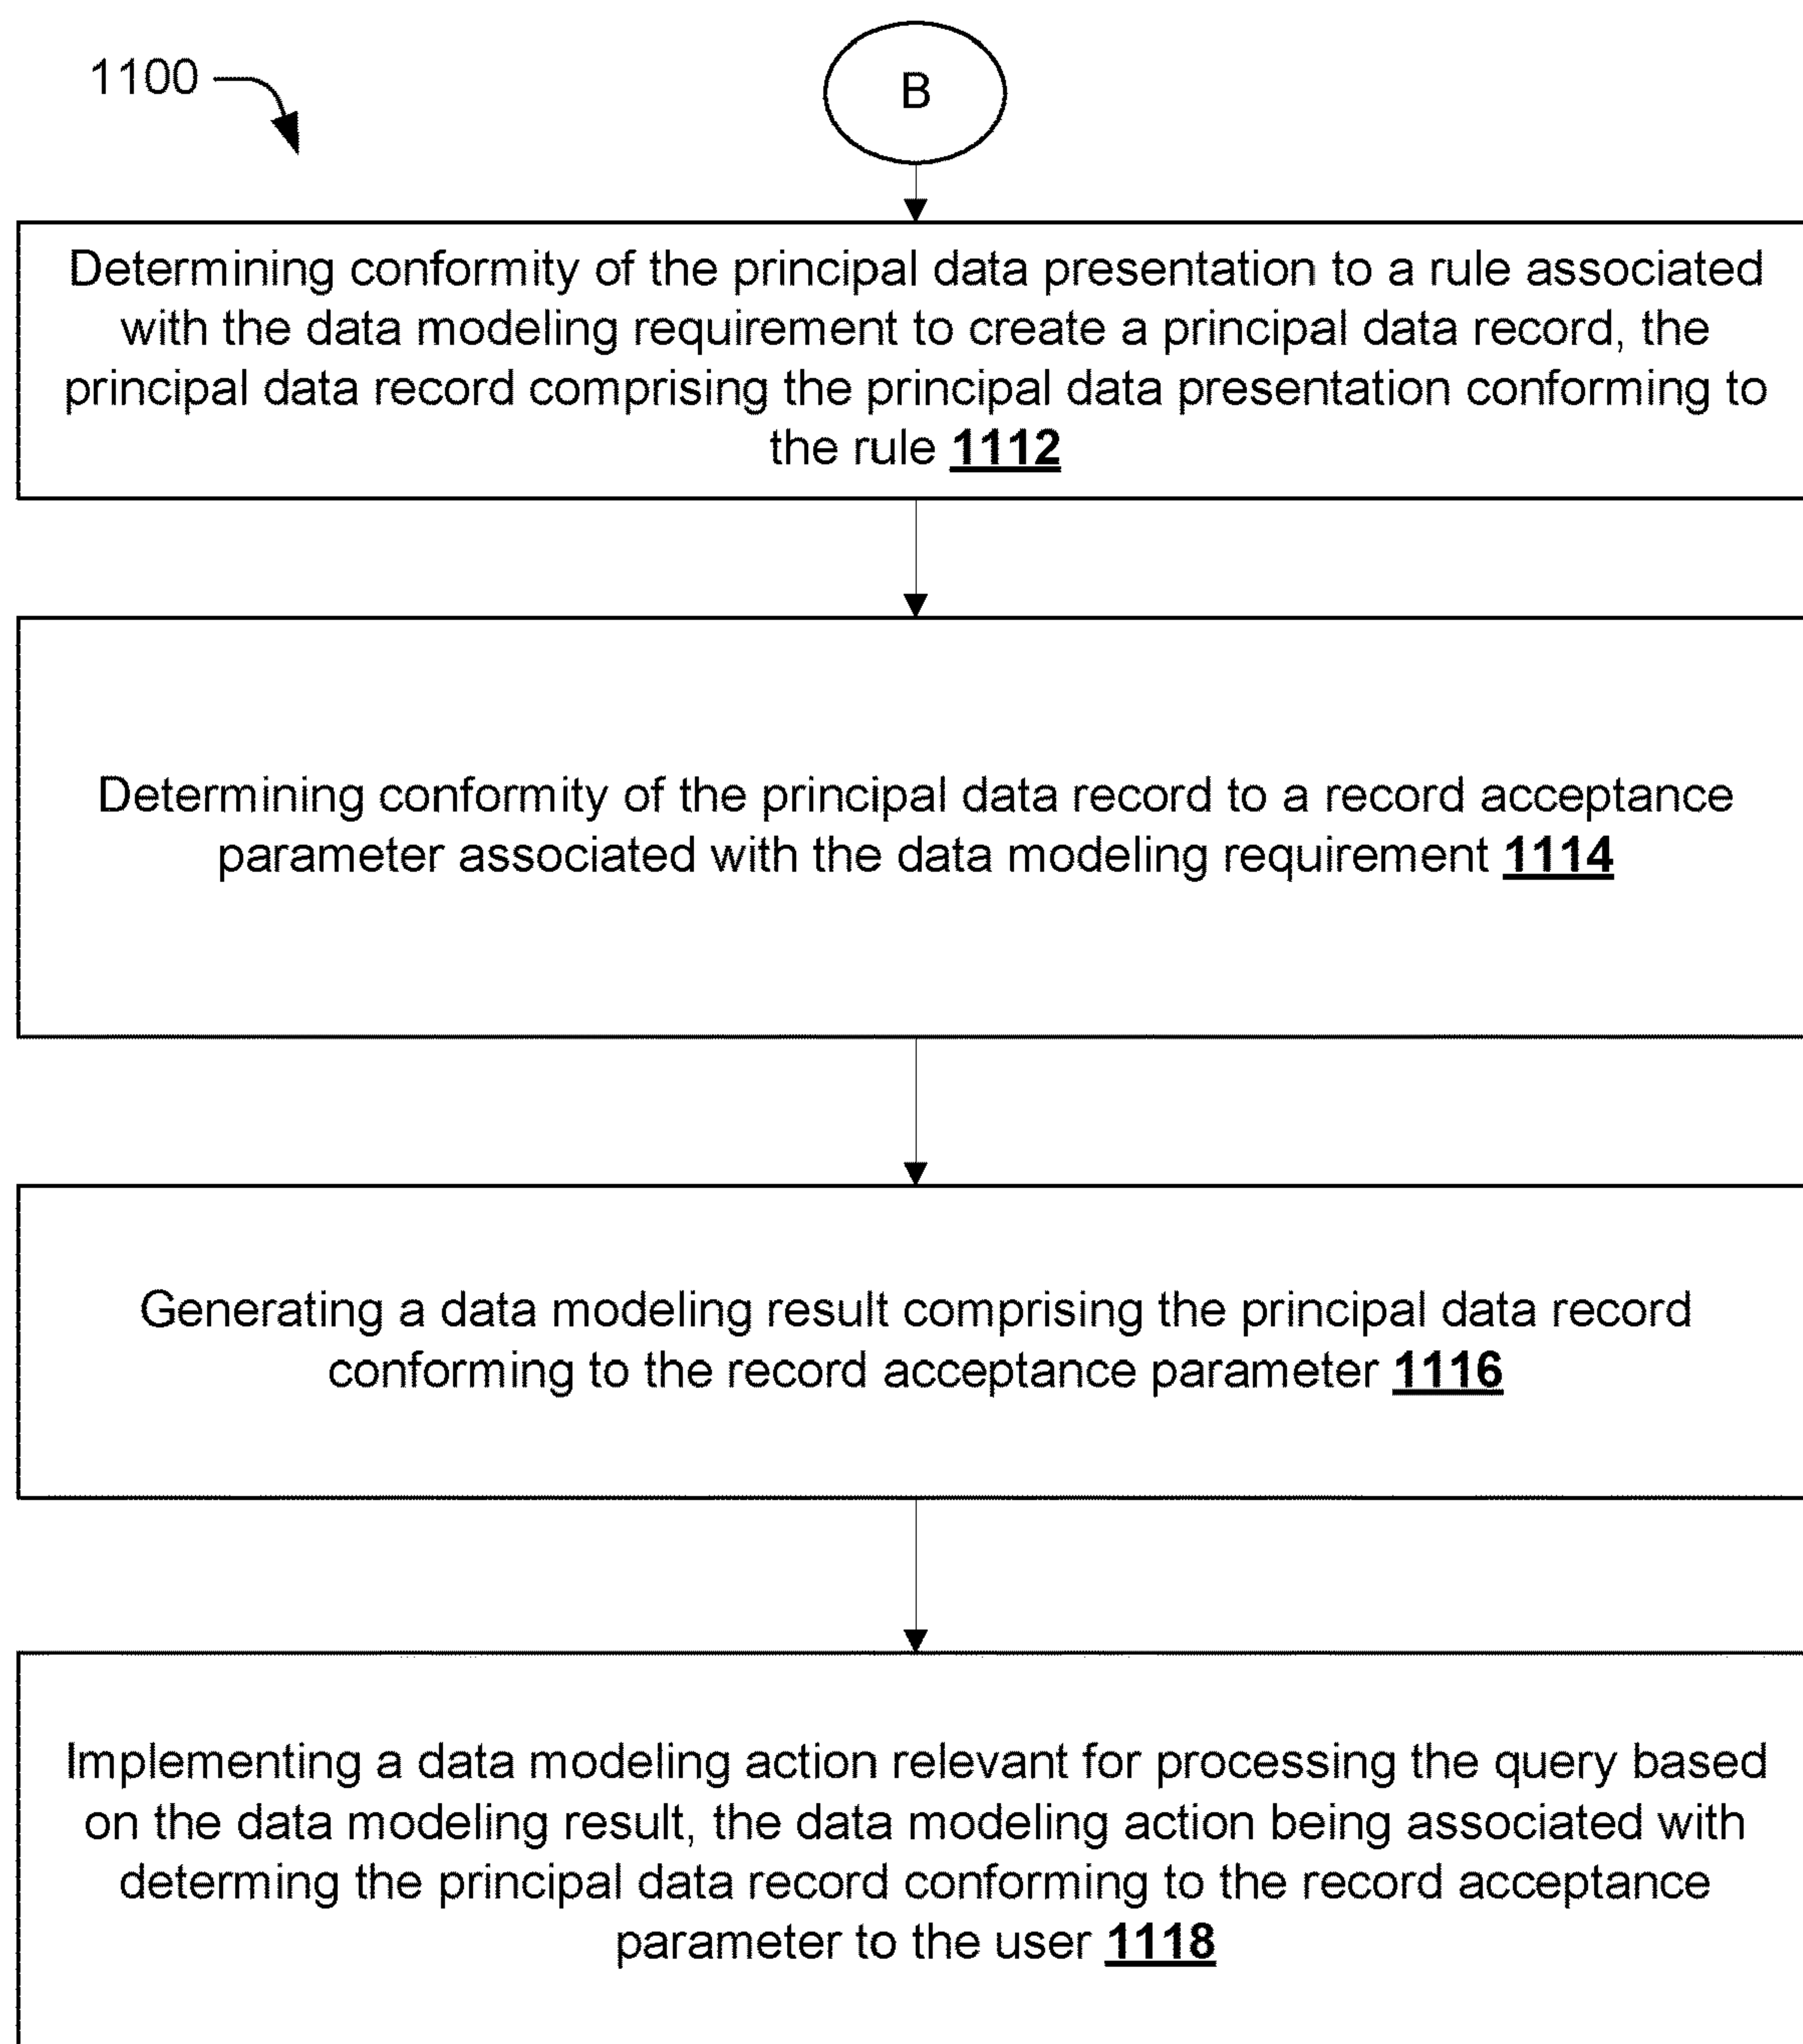 1100
B
Determining conformity of the principal data presentation to a rule associated
with the data modeling requirement to create a principal data record, the
principal data record comprising the principal data presentation conforming to
the rule 1112
Determining conformity of the principal data record to a record acceptance
parameter associated with the data modeling requirement 1114
Generating a data modeling result comprising the principal data record
conforming to the record acceptance parameter 1116
Implementing a data modeling action relevant for processing the query based
on the data modeling result, the data modeling action being associated with
determing the principal data record conforming to the record acceptance
parameter to the user 1118